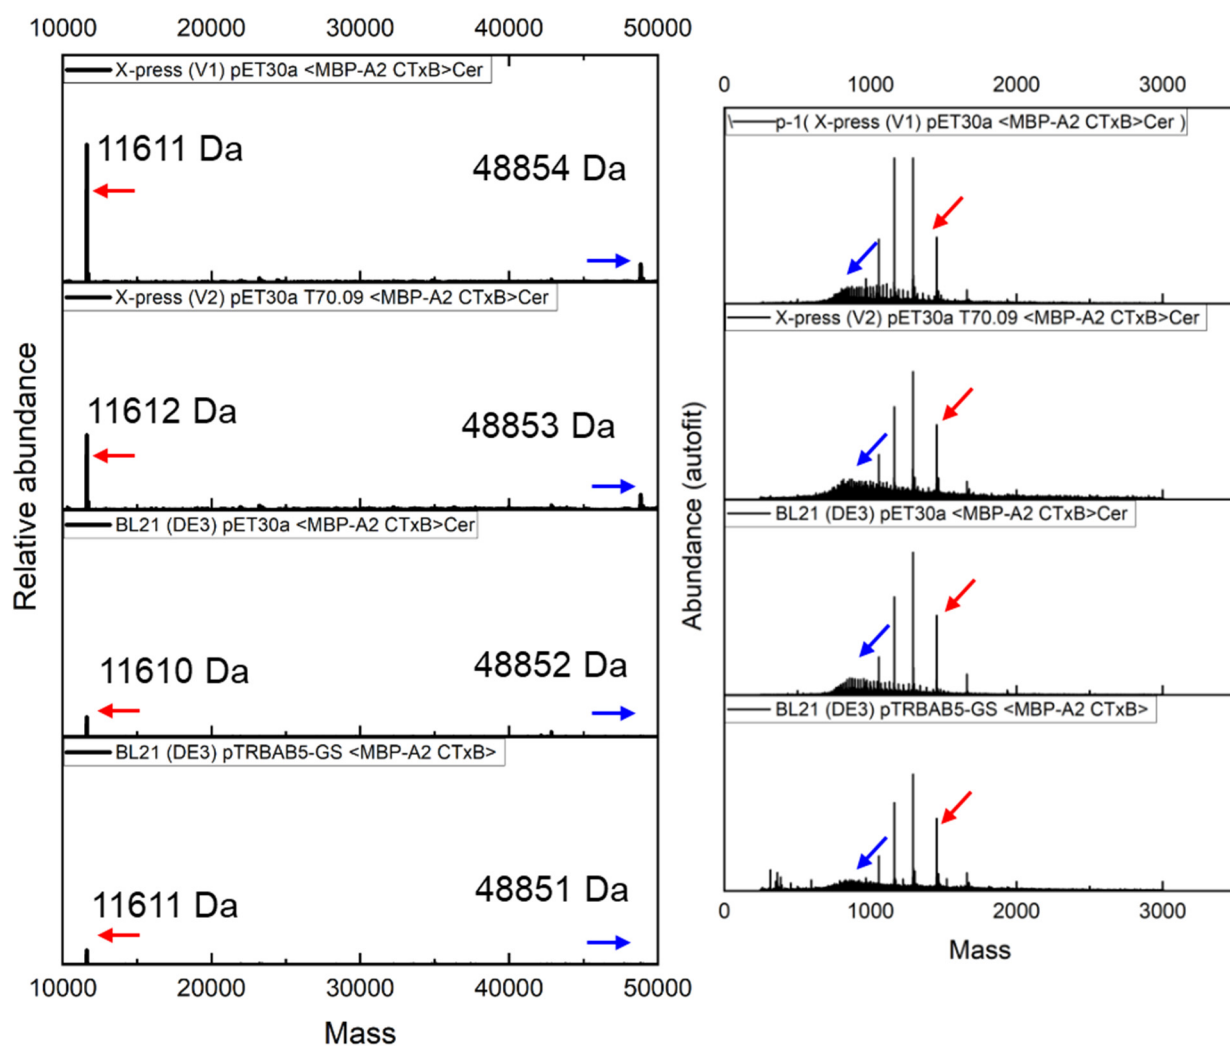 10000 20000 30000 40000 50000
X-press (V1) pET30a <MBP-A2 CTxB>Cer
11611 Da
48854 Da
X-press (V2) pET30a T70.09 <MBP-A2 CTxB>Cer
11612 Da
48853 Da
BL21 (DE3) pET30a <MBP-A2 CTxB>Cer
11610 Da
48852 Da
BL21 (DE3) pTRBAB5-GS <MBP-A2 CTxB>
11611 Da
48851 Da
10000 20000 30000 40000 50000
Mass
Relative abundance
0 1000 2000 3000
\—p-1( X-press (V1) pET30a <MBP-A2 CTxB>Cer )
X-press (V2) pET30a T70.09 <MBP-A2 CTxB>Cer
BL21 (DE3) pET30a <MBP-A2 CTxB>Cer
BL21 (DE3) pTRBAB5-GS <MBP-A2 CTxB>
0 1000 2000 3000
Mass
Abundance (autofit)